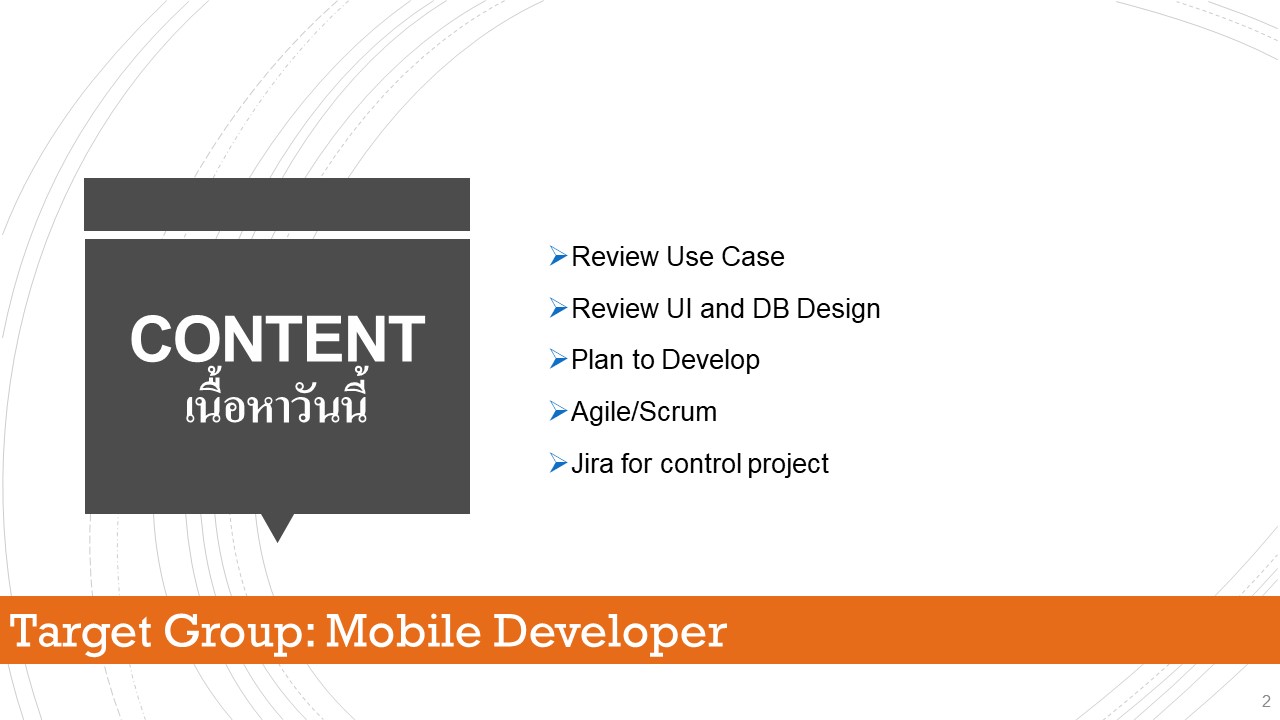 CONTENT
เนื้อหาวันนี้
Review Use Case
Review UI and DB Design
Plan to Develop
Agile/Scrum
Jira for control project
Target Group: Mobile Developer
2